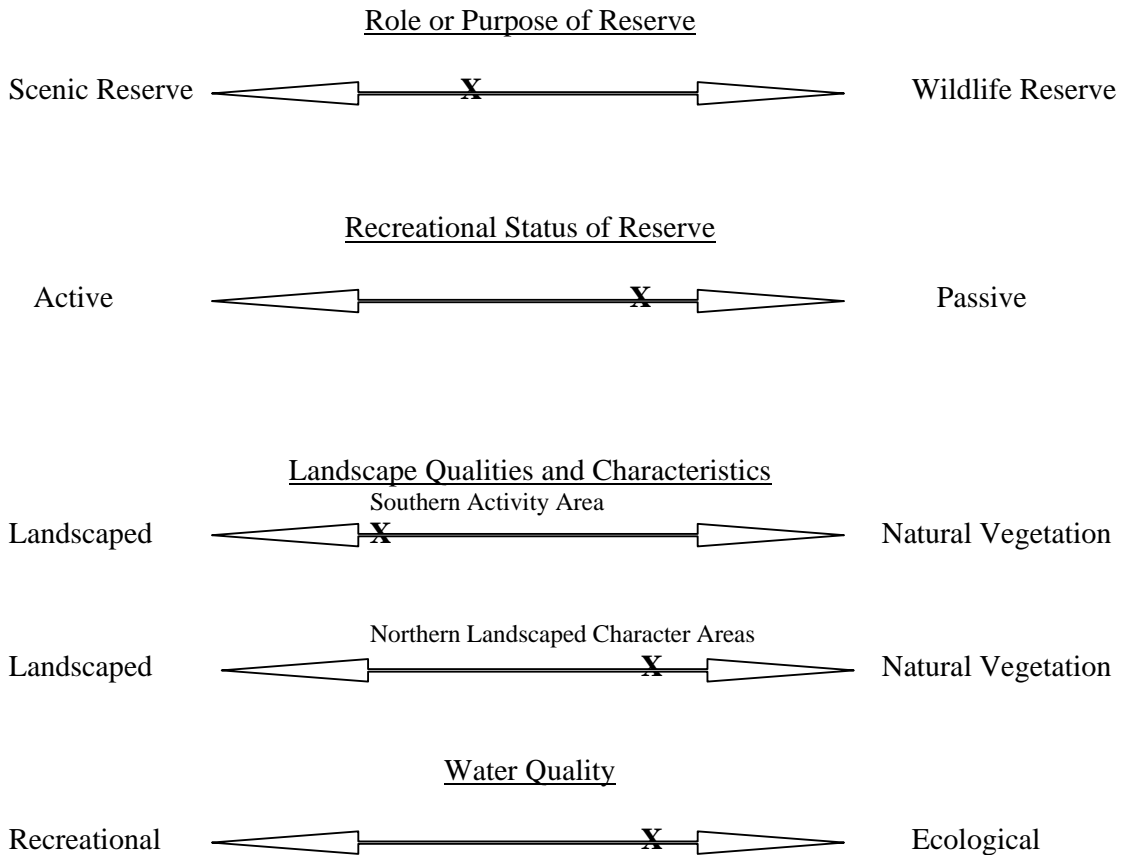 Role or Purpose of Reserve
Scenic Reserve X Wildlife Reserve
Recreational Status of Reserve
Active X Passive
Landscape Qualities and Characteristics
Southern Activity Area
Landscaped X Natural Vegetation
Northern Landscaped Character Areas
Landscaped X Natural Vegetation
Water Quality
Recreational X Ecological